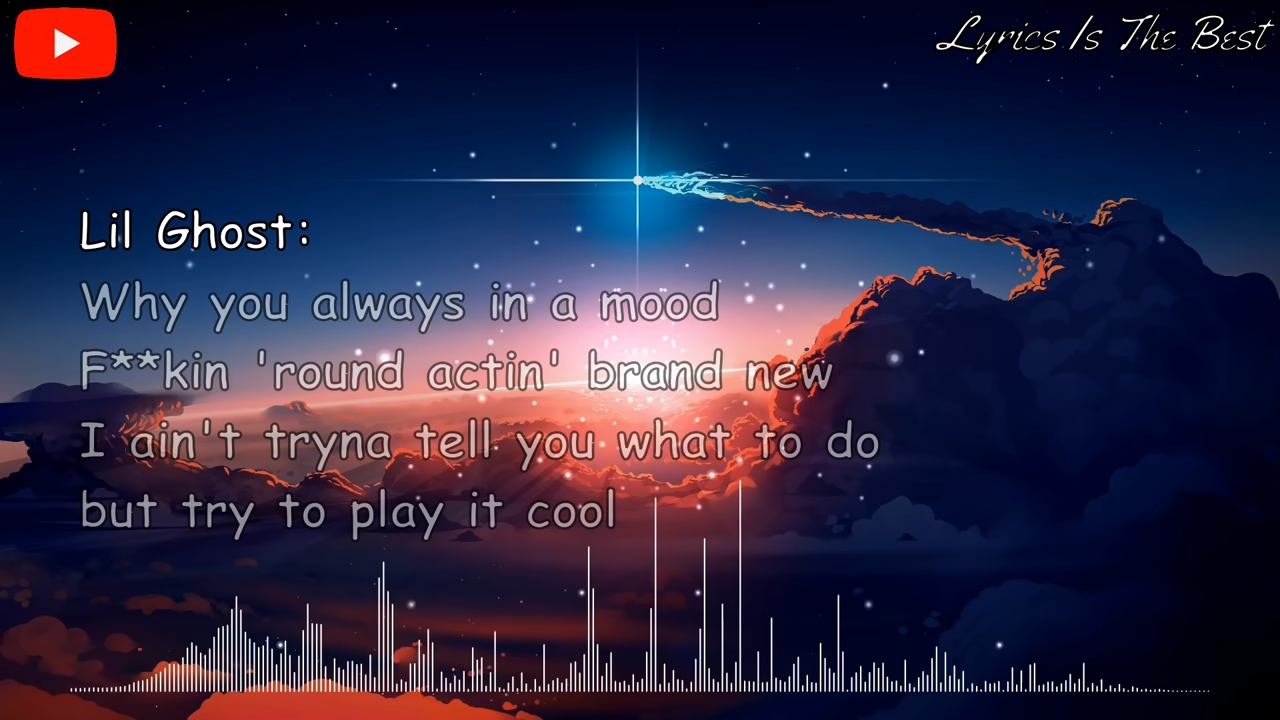 Lyrics Is The Best
Lil Ghost:
Why you always in a mood
F**kin 'round actin' brand new
I ain't tryna tell you what to do
but try to play it cool